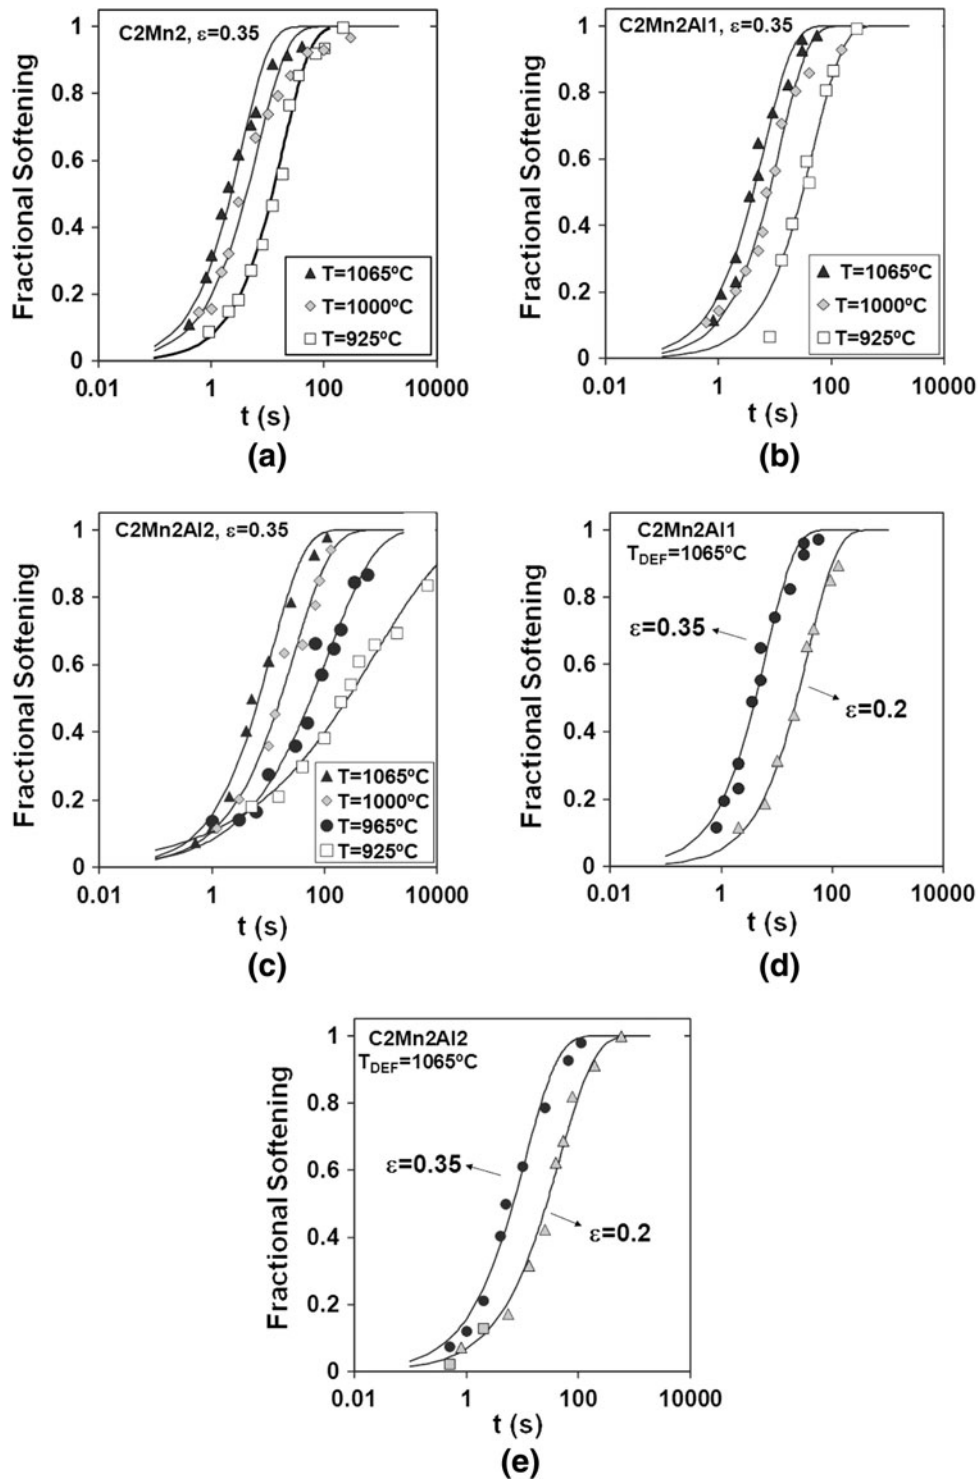 C2Mn2, ε=0.35
Fractional Softening
1
0.8
0.6
0.4
0.2
0
T=1065ºC
T=1000ºC
T=925ºC
0.01 1 100 10000
t (s)
(a)
C2Mn2Al1, ε=0.35
Fractional Softening
1
0.8
0.6
0.4
0.2
0
T=1065ºC
T=1000ºC
T=925ºC
0.01 1 100 10000
t (s)
(b)
C2Mn2Al2, ε=0.35
Fractional Softening
1
0.8
0.6
0.4
0.2
0
T=1065ºC
T=1000ºC
T=965ºC
T=925ºC
0.01 1 100 10000
t (s)
(c)
C2Mn2Al1
TDEF=1065ºC
Fractional Softening
1
0.8
0.6
0.4
0.2
0
ε=0.35
ε=0.2
0.01 1 100 10000
t (s)
(d)
C2Mn2Al2
TDEF=1065ºC
Fractional Softening
1
0.8
0.6
0.4
0.2
0
ε=0.35
ε=0.2
0.01 1 100 10000
t (s)
(e)